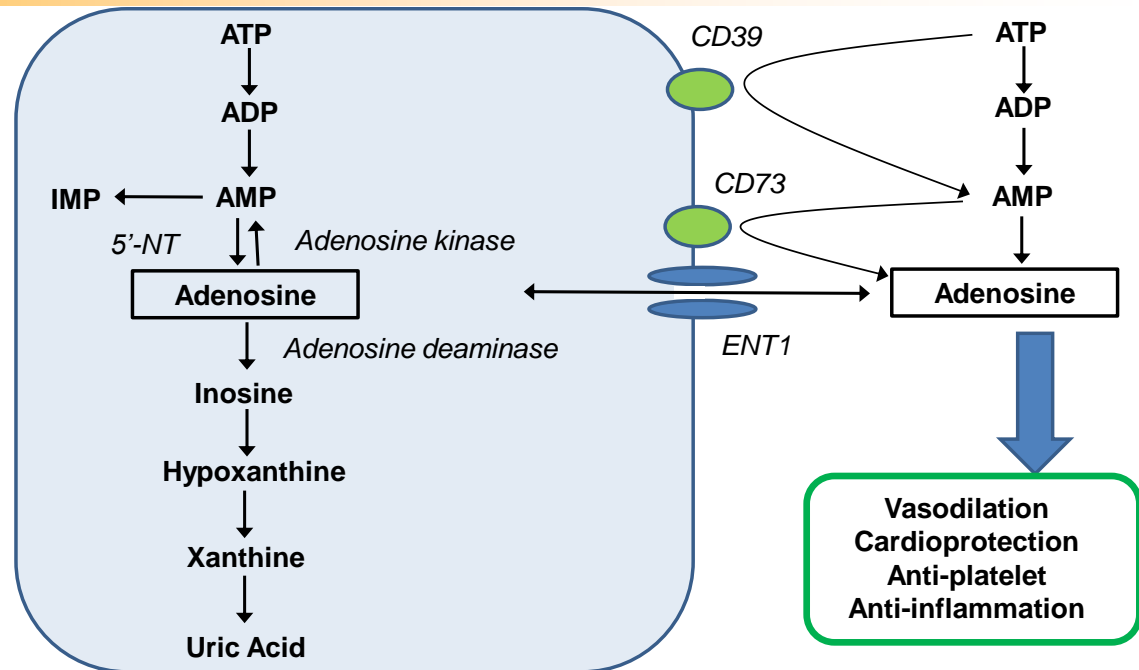 ATP
CD39
ATP
ADP
ADP
IMP
AMP
CD73
AMP
5'-NT
Adenosine kinase
Adenosine
Adenosine
Adenosine deaminase
ENT1
Inosine
Hypoxanthine
Xanthine
Uric Acid
Vasodilation
Cardioprotection
Anti-platelet
Anti-inflammation